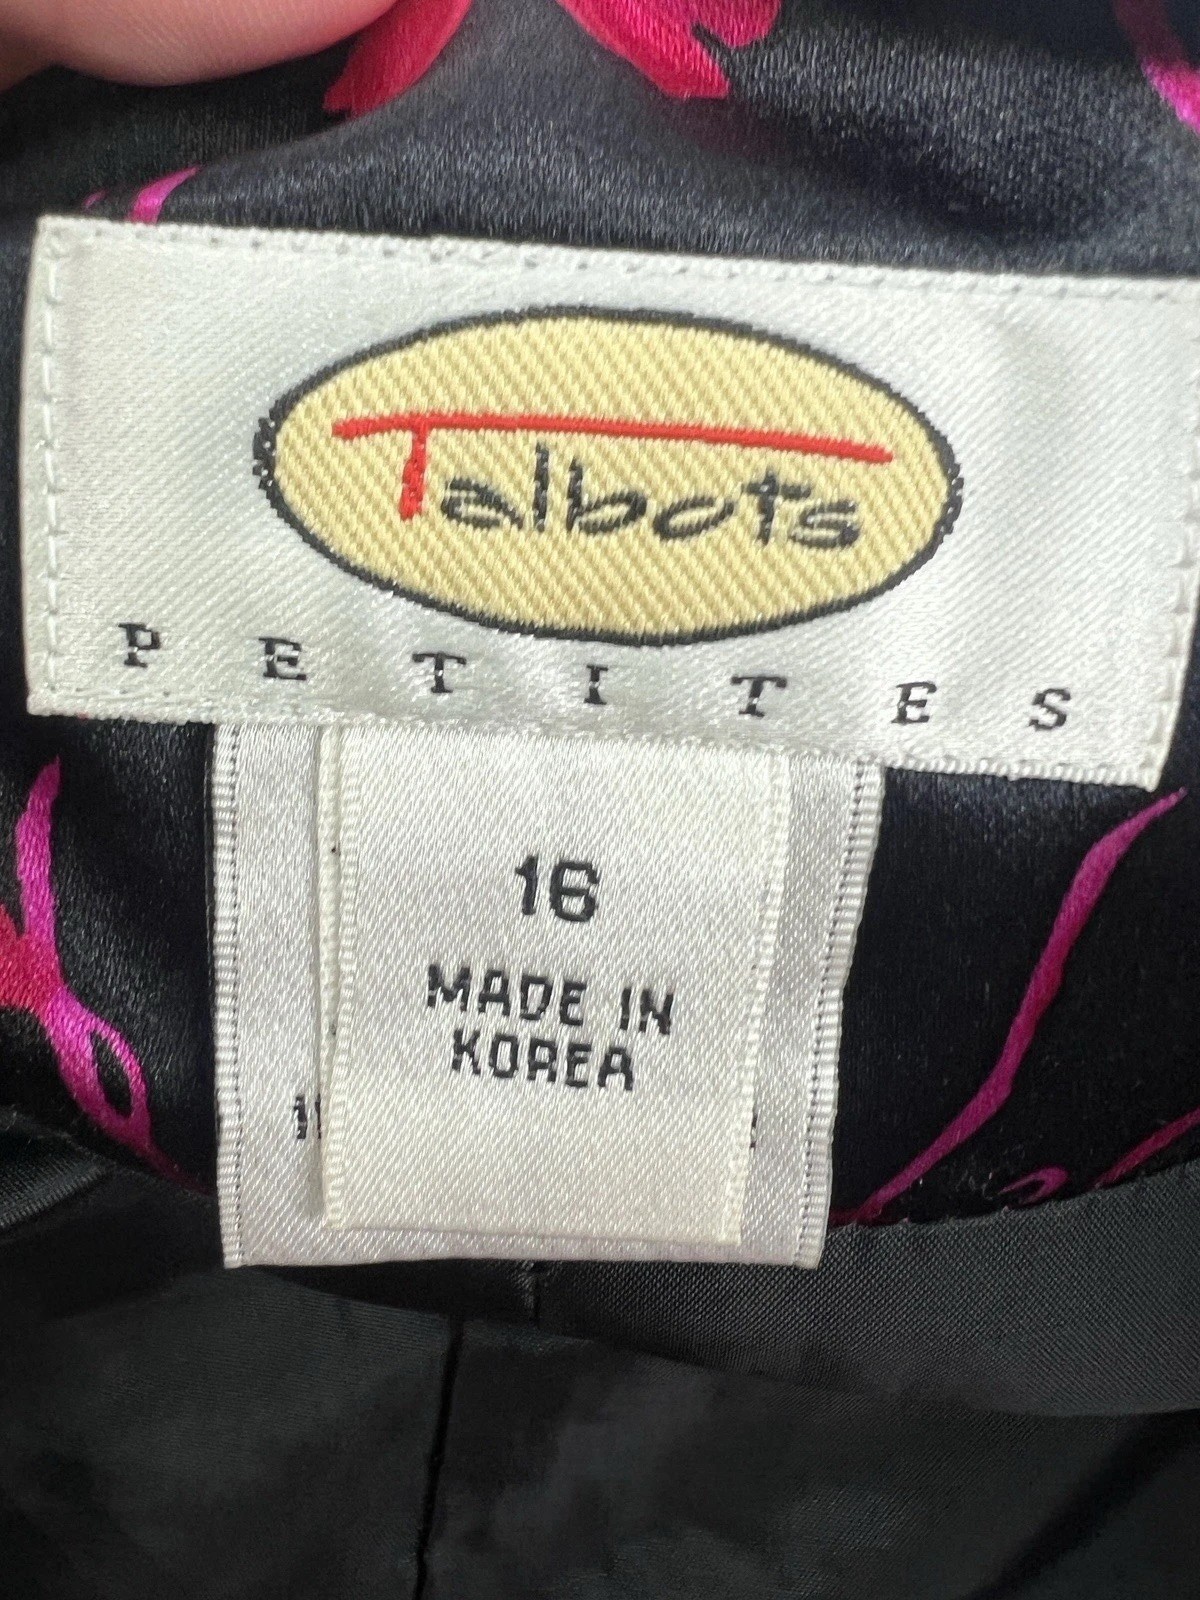 Talbots
PETITES
16
MADE IN
KOREA